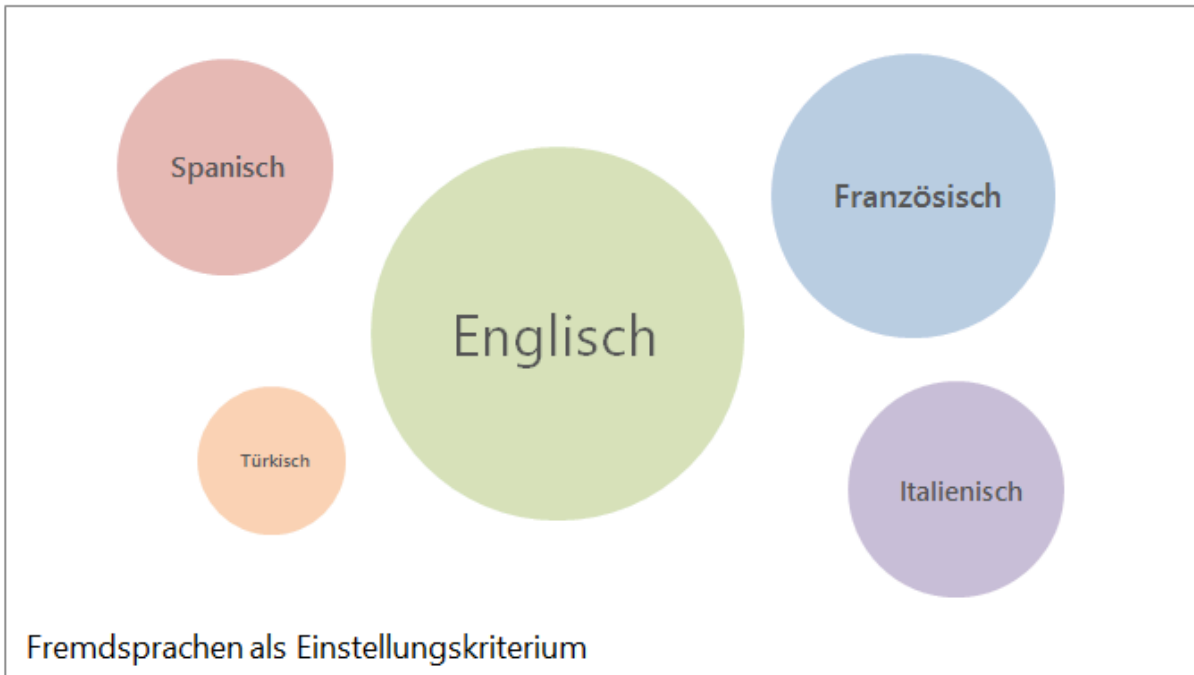 Spanisch
Französisch
Englisch
Türkisch
Italienisch
Fremdsprachen als Einstellungskriterium